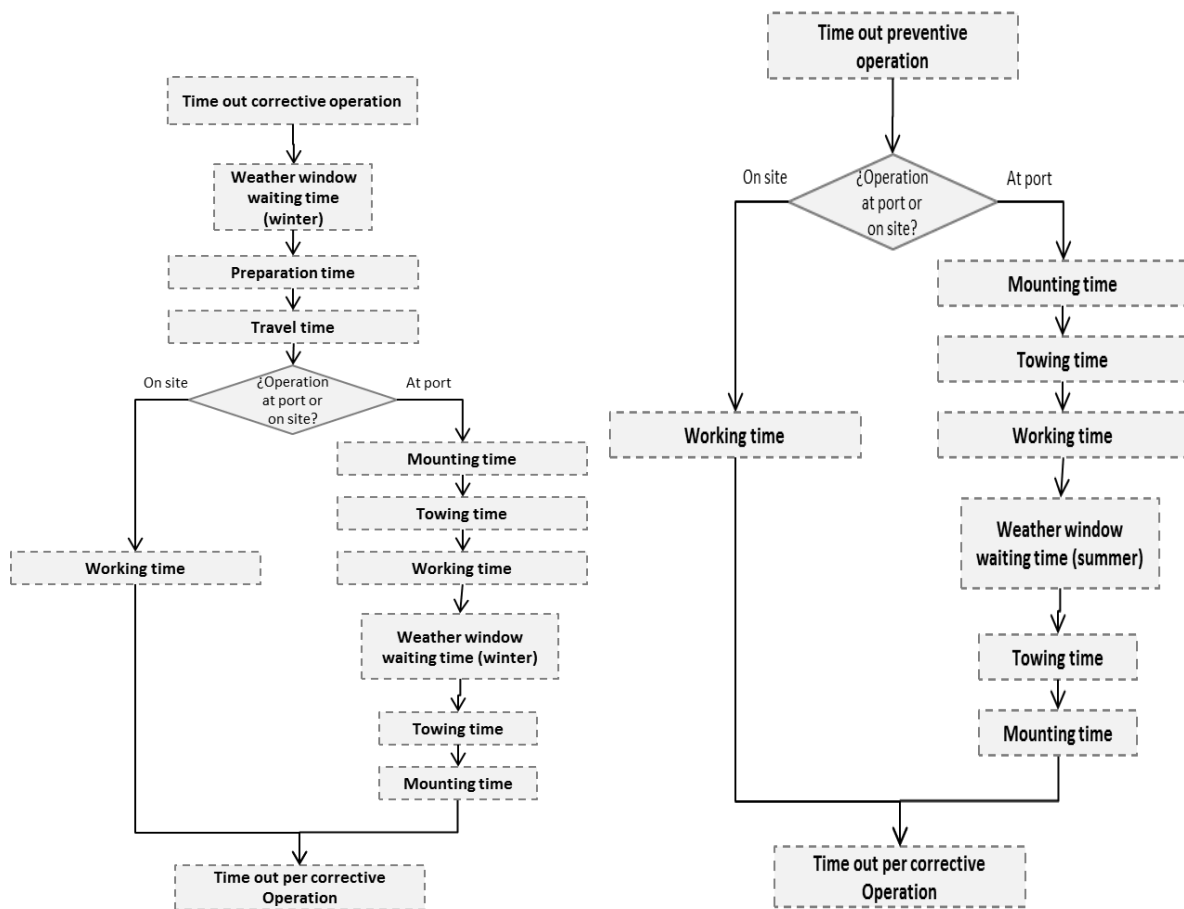 Time out corrective operation
Weather window
waiting time
(winter)
Preparation time
Travel time
¿Operation
at port or
on site?
On site
At port
Working time
Mounting time
Towing time
Working time
Weather window
waiting time (winter)
Towing time
Mounting time
Time out per corrective
Operation
Time out preventive
operation
¿Operation
at port or
on site?
On site
At port
Working time
Mounting time
Towing time
Working time
Weather window
waiting time (summer)
Towing time
Mounting time
Time out per corrective
Operation